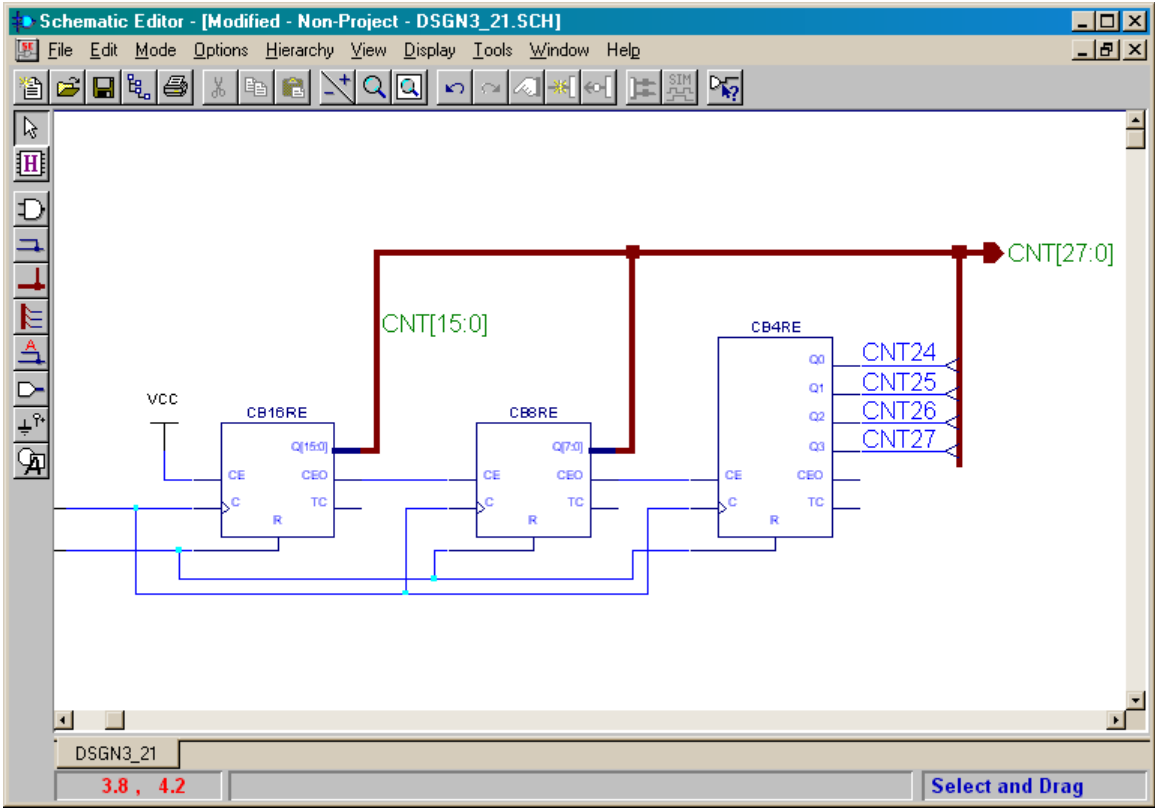 Schematic Editor - [Modified - Non-Project - DSGN3_21.SCH]
File Edit Mode Options Hierarchy View Display Tools Window Help
SIM
H
A
A
CNT[27:0]
CNT[15:0]
VCC
CB16RE
Q[15:0]
CE CEO
C TC
R
CB8RE
Q[7:0]
CE CEO
C TC
R
CB4RE
Q0 CNT24
Q1 CNT25
Q2 CNT26
Q3 CNT27
CE CEO
C TC
R
DSGN3_21
3.8 , 4.2
Select and Drag